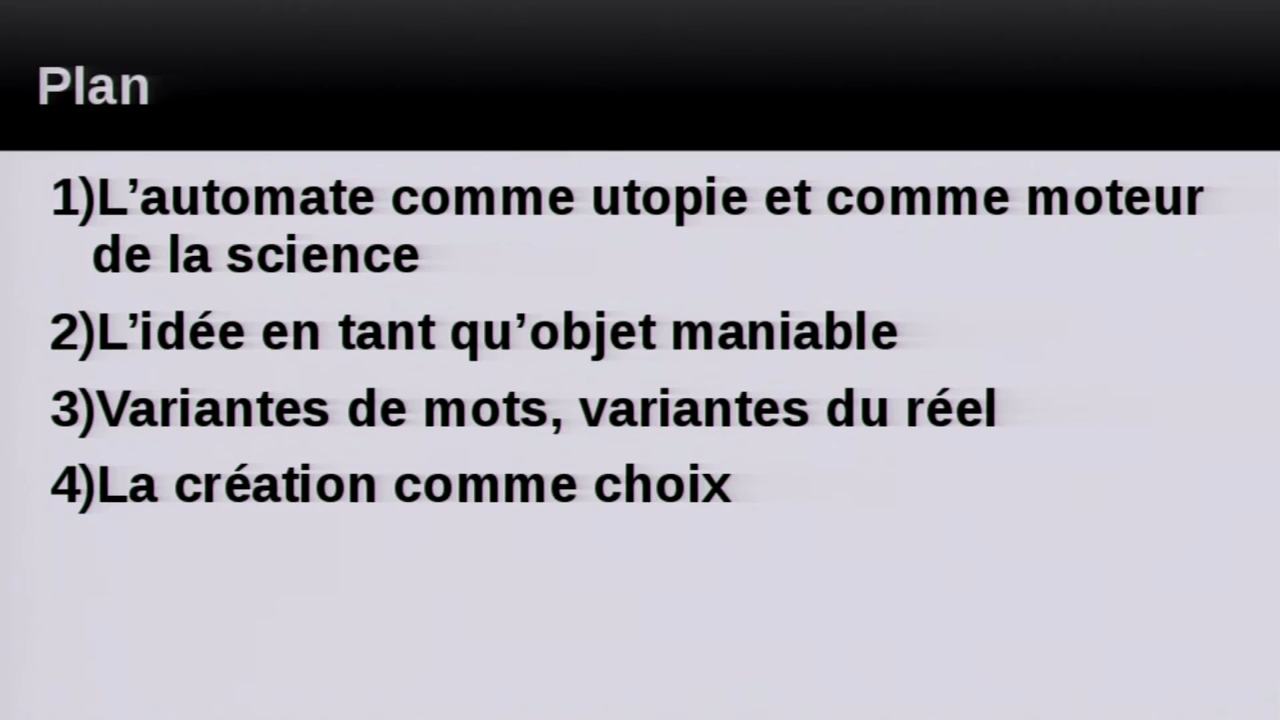 Plan
1)L’automate comme utopie et comme moteur
de la science
2)L’idée en tant qu’objet maniable
3)Variantes de mots, variantes du réel
4)La création comme choix